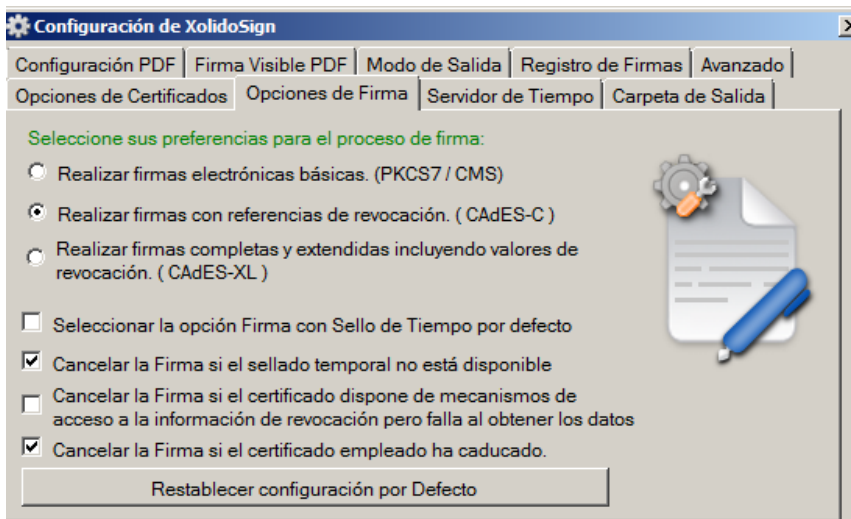 Configuración de XolidoSign
Configuración PDF Firma Visible PDF Modo de Salida Registro de Firmas Avanzado
Opciones de Certificados Opciones de Firma Servidor de Tiempo Carpeta de Salida
Seleccione sus preferencias para el proceso de firma:
Realizar firmas electrónicas básicas. (PKCS7 / CMS)
Realizar firmas con referencias de revocación. ( CAdES-C )
Realizar firmas completas y extendidas incluyendo valores de
revocación. ( CAdES-XL )
Seleccionar la opción Firma con Sello de Tiempo por defecto
Cancelar la Firma si el sellado temporal no está disponible
Cancelar la Firma si el certificado dispone de mecanismos de
acceso a la información de revocación pero falla al obtener los datos
Cancelar la Firma si el certificado empleado ha caducado.
Restablecer configuración por Defecto